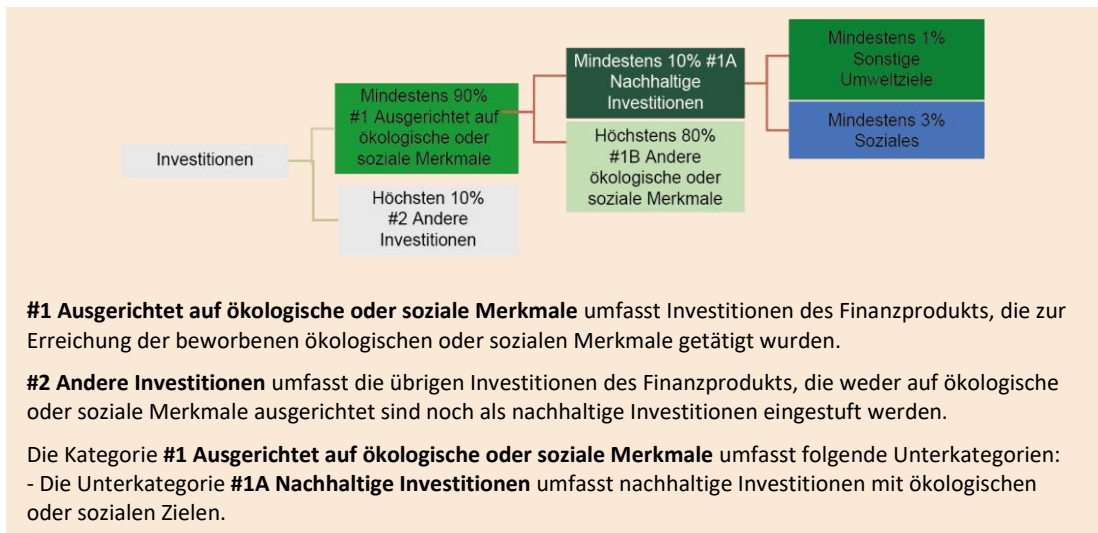 Investitionen
Mindestens 90%
#1 Ausgerichtet auf
ökologische oder
soziale Merkmale
Höchsten 10%
#2 Andere
Investitionen
Mindestens 10% #1A
Nachhaltige
Investitionen
Höchstens 80%
#1B Andere
ökologische oder
soziale Merkmale
Mindestens 1%
Sonstige
Umweltziele
Mindestens 3%
Soziales
#1 Ausgerichtet auf ökologische oder soziale Merkmale umfasst Investitionen des Finanzprodukts, die zur
Erreichung der beworbenen ökologischen oder sozialen Merkmale getätigt wurden.
#2 Andere Investitionen umfasst die übrigen Investitionen des Finanzprodukts, die weder auf ökologische
oder soziale Merkmale ausgerichtet sind noch als nachhaltige Investitionen eingestuft werden.
Die Kategorie #1 Ausgerichtet auf ökologische oder soziale Merkmale umfasst folgende Unterkategorien:
- Die Unterkategorie #1A Nachhaltige Investitionen umfasst nachhaltige Investitionen mit ökologischen
oder sozialen Zielen.